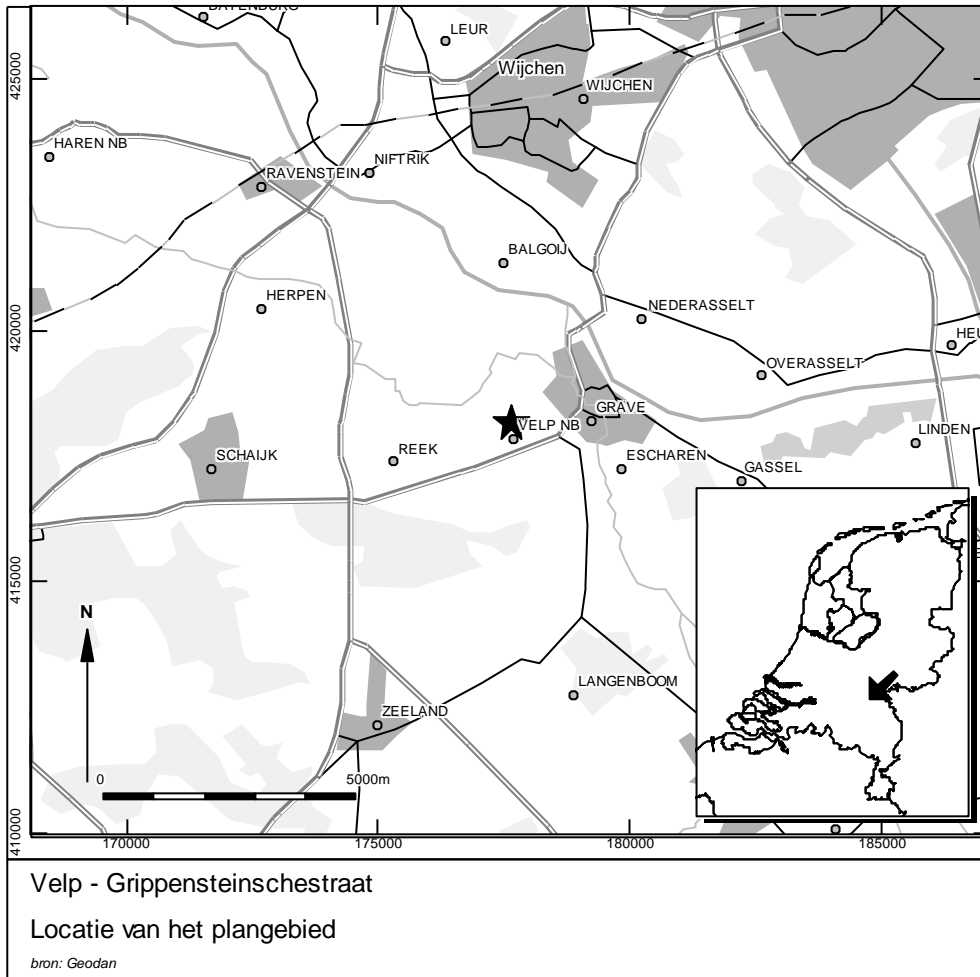 BATENBURG
LEUR
Wijchen
WIJCHEN
425000
HAREN NB
NIFTRIK
RAVENSTEIN
BALGOIJ
HERPEN
NEDERASSELT
420000
OVERASSELT
HEU
GRAVE
VELP NB
LINDEN
SCHAIJK
REEK
ESCHAREN
GASSEL
415000
N
LANGENBOOM
ZEELAND
0 5000m
410000
170000 175000 180000 185000
Velp - Grippensteinschestraat
Locatie van het plangebied
bron: Geodan